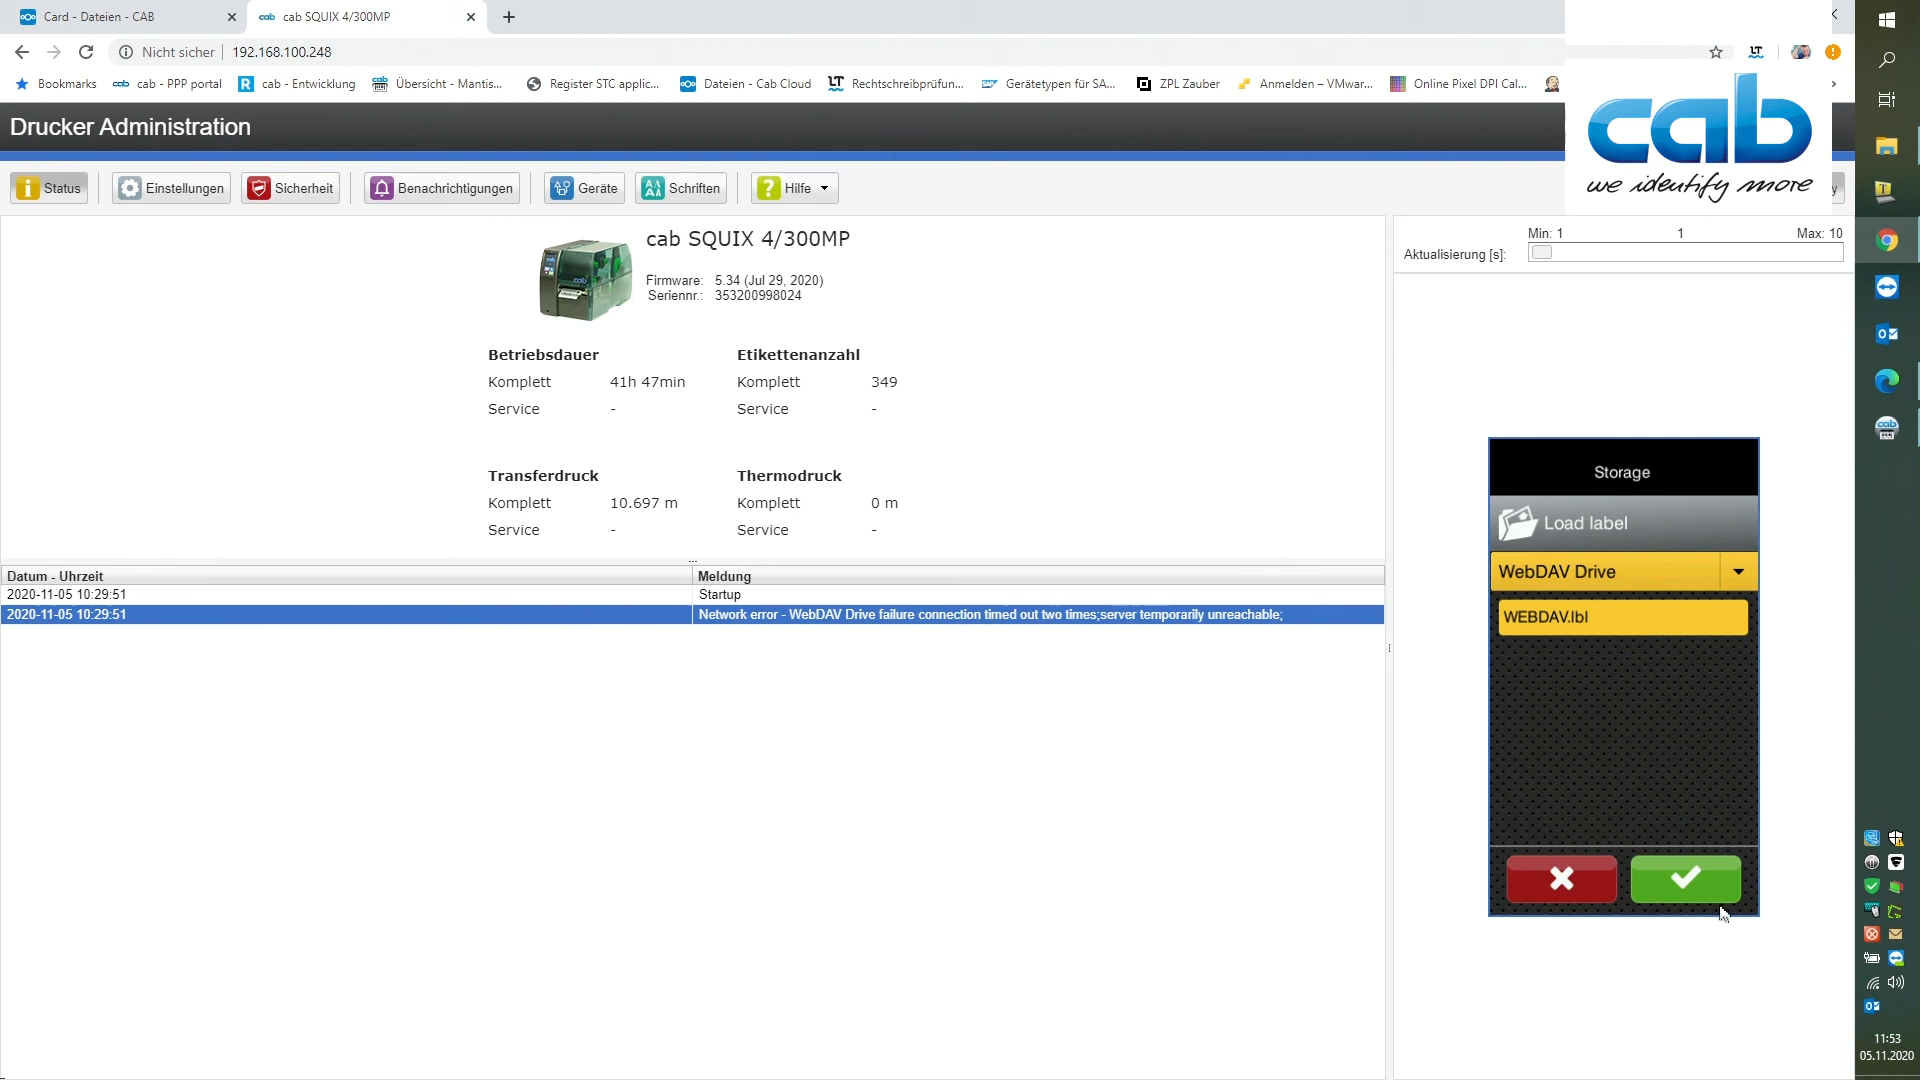 Card - Dateien - CAB
cab SQUIX 4/300MP
Nicht sicher
192.168.100.248
Bookmarks
cab - PPP portal
cab - Entwicklung
Übersicht - Mantis...
Register STC applic...
Dateien - Cab Cloud
Rechtschreibprüfun...
Gerätetypen für SA...
ZPL Zauber
Anmelden – VMwar...
Online Pixel DPI Cal...
Drucker Administration
cab
we identify more
Status
Einstellungen
Sicherheit
Benachrichtigungen
Geräte
Schriften
Hilfe
cab SQUIX 4/300MP
Firmware: 5.34 (Jul 29, 2020)
Seriennr.: 353200998024
Betriebsdauer
Komplett 41h 47min
Service -
Etikettenanzahl
Komplett 349
Service -
Transferdruck
Komplett 10.697 m
Service -
Thermodruck
Komplett 0 m
Service -
Datum - Uhrzeit Meldung
2020-11-05 10:29:51 Startup
2020-11-05 10:29:51 Network error - WebDAV Drive failure connection timed out two times;server temporarily unreachable;
Min: 1 1 Max: 10
Aktualisierung [s]:
Storage
Load label
WebDAV Drive
WEBDAV.lbl
11:53
05.11.2020